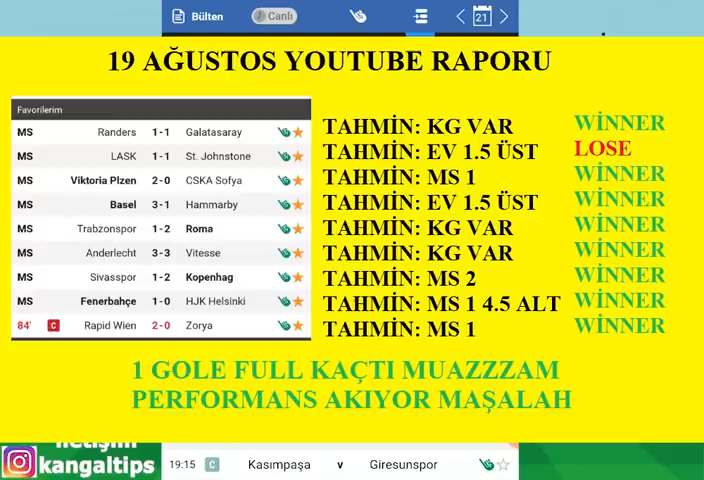 Bülten Canlı 21
19 AĞUSTOS YOUTUBE RAPORU
Favorilerim
MS Randers 1-1 Galatasaray TAHMİN: KG VAR WİNNER
MS LASK 1-1 St. Johnstone TAHMİN: EV 1.5 ÜST LOSE
MS Viktoria Plzen 2-0 CSKA Sofya TAHMİN: MS 1 WİNNER
MS Basel 3-1 Hammarby TAHMİN: EV 1.5 ÜST WİNNER
MS Trabzonspor 1-2 Roma TAHMİN: KG VAR WİNNER
MS Anderlecht 3-3 Vitesse TAHMİN: KG VAR WİNNER
MS Sivasspor 1-2 Kopenhag TAHMİN: MS 2 WİNNER
MS Fenerbahçe 1-0 HJK Helsinki TAHMİN: MS 1 4.5 ALT WİNNER
84' C Rapid Wien 2-0 Zorya TAHMİN: MS 1 WİNNER
1 GOLE FULL KAÇTI MUAZZZAM
PERFORMANS AKIYOR MAŞALAH
iletişim
kangaltips
19:15 C Kasımpaşa v Giresunspor